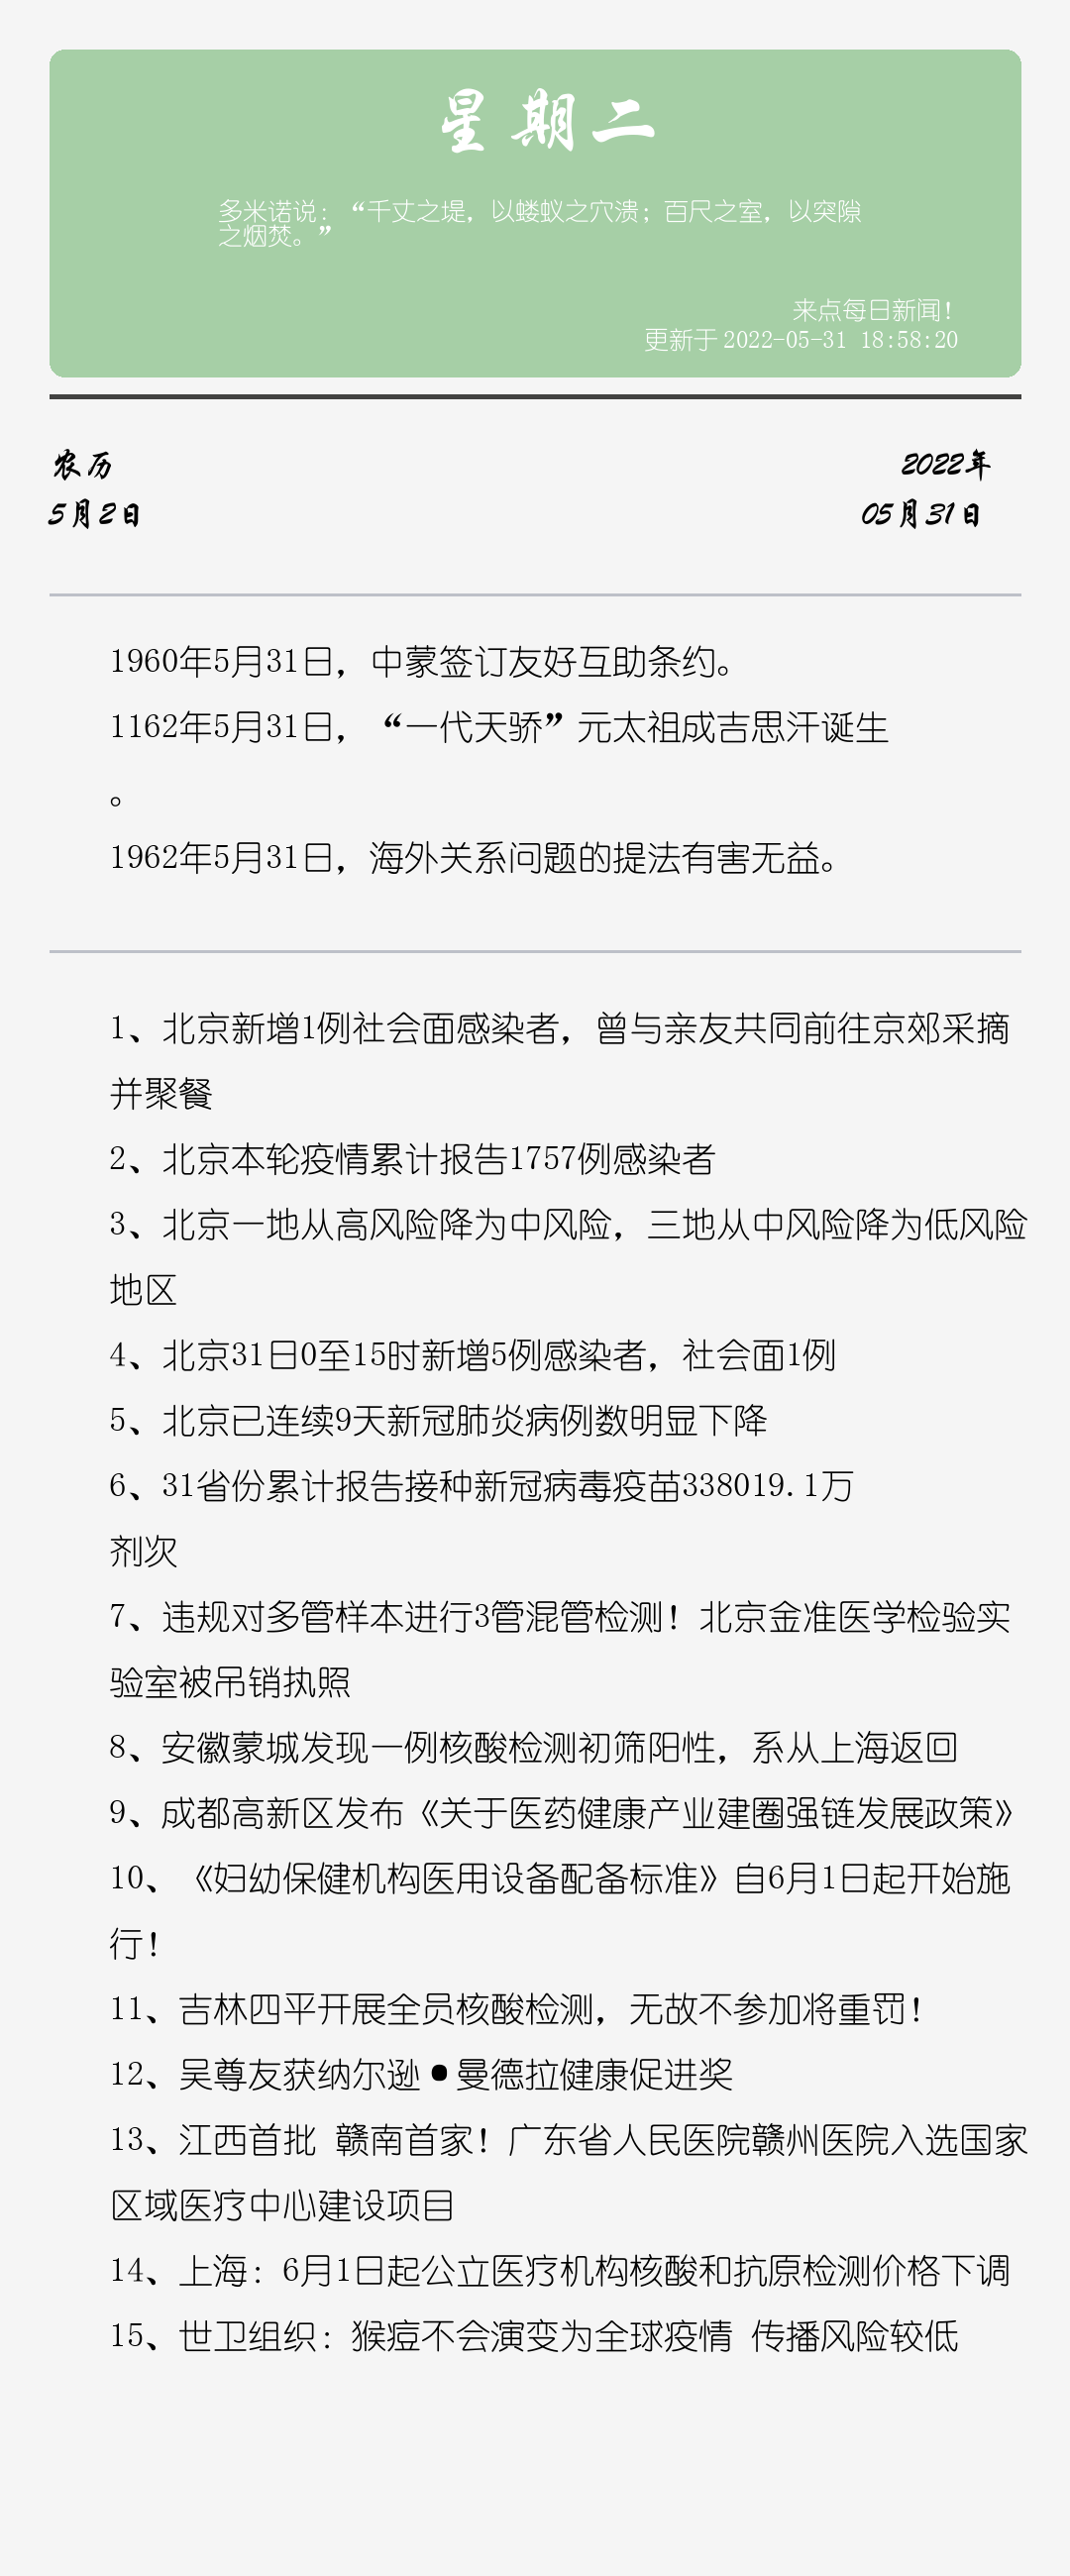 星期二
多米诺说：“千丈之堤，以蝼蚁之穴溃；百尺之室，以突隙
之烟焚。”
来点每日新闻！
更新于 2022-05-31 18:58:20
农历
2022年
5月2日
05月31日
1960年5月31日，中蒙签订友好互助条约。
1162年5月31日，“一代天骄”元太祖成吉思汗诞生
。
1962年5月31日，海外关系问题的提法有害无益。
1、北京新增1例社会面感染者，曾与亲友共同前往京郊采摘
并聚餐
2、北京本轮疫情累计报告1757例感染者
3、北京一地从高风险降为中风险，三地从中风险降为低风险
地区
4、北京31日0至15时新增5例感染者，社会面1例
5、北京已连续9天新冠肺炎病例数明显下降
6、31省份累计报告接种新冠病毒疫苗338019.1万
剂次
7、违规对多管样本进行3管混管检测！北京金准医学检验实
验室被吊销执照
8、安徽蒙城发现一例核酸检测初筛阳性，系从上海返回
9、成都高新区发布《关于医药健康产业建圈强链发展政策》
10、《妇幼保健机构医用设备配备标准》自6月1日起开始施
行！
11、吉林四平开展全员核酸检测，无故不参加将重罚！
12、吴尊友获纳尔逊•曼德拉健康促进奖
13、江西首批 赣南首家！广东省人民医院赣州医院入选国家
区域医疗中心建设项目
14、上海：6月1日起公立医疗机构核酸和抗原检测价格下调
15、世卫组织：猴痘不会演变为全球疫情 传播风险较低